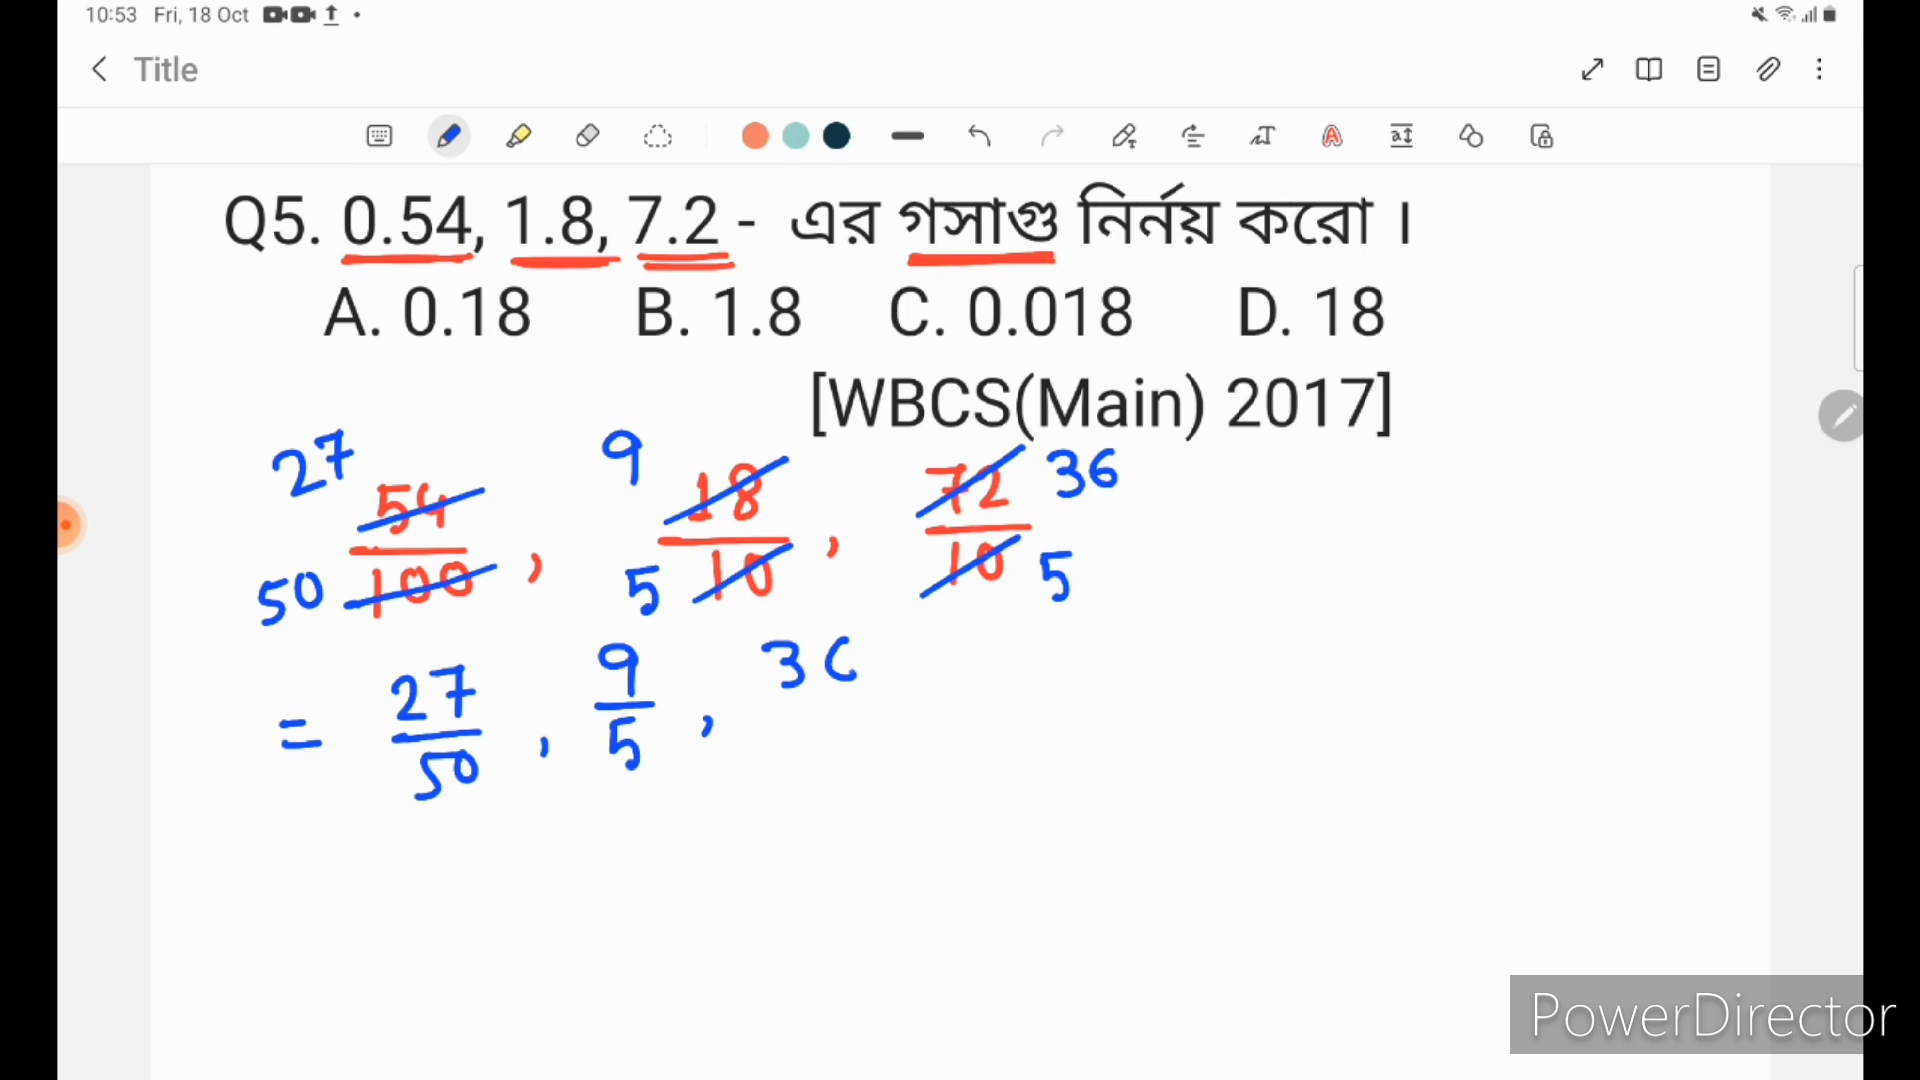 10:53 Fri, 18 Oct
Title
Q5. 0.54, 1.8, 7.2 - এর গসাগু নির্নয় করো ।
A. 0.18 B. 1.8 C. 0.018 D. 18
[WBCS(Main) 2017]
27 9 36
54 18 72
100 , 10 , 10
50 5 5
= 27/50 , 9/5 , 36
PowerDirector